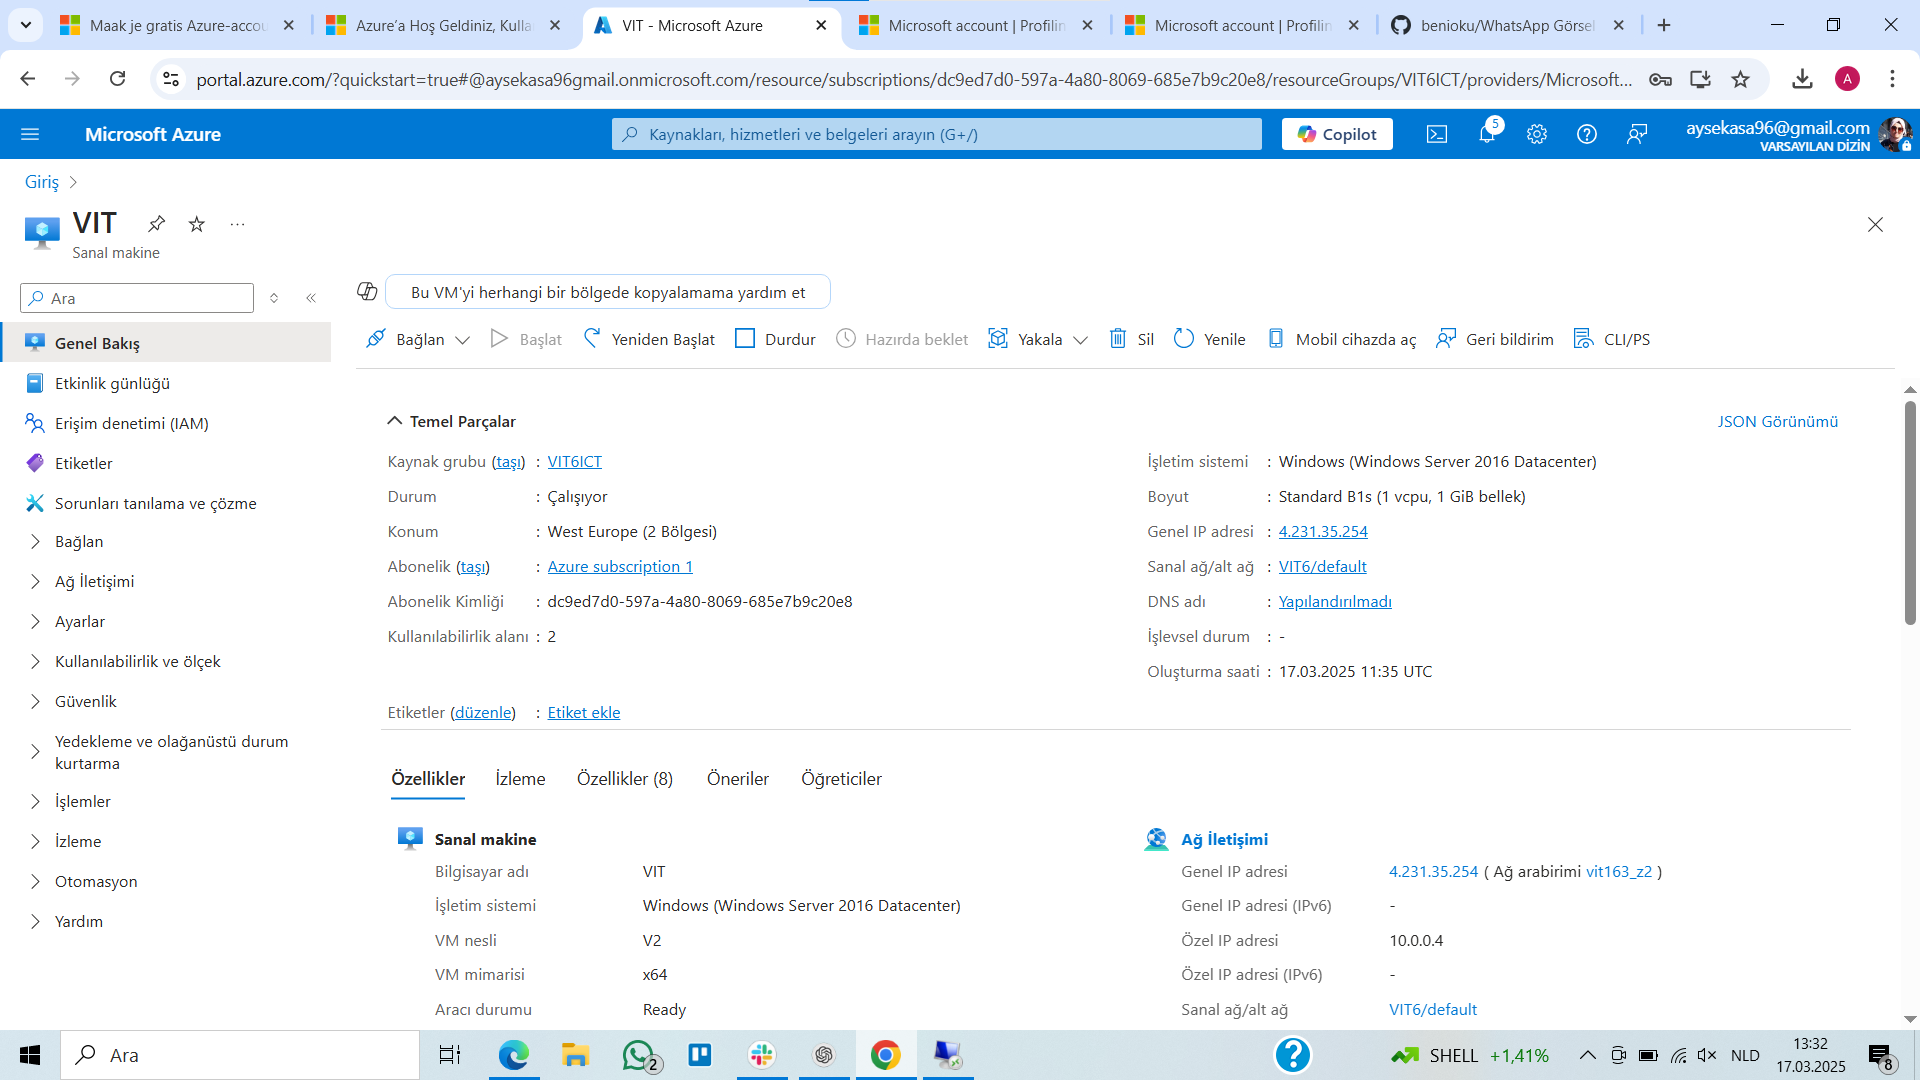 Maak je gratis Azure-accou
Azure'a Hoş Geldiniz, Kulla
VIT - Microsoft Azure
Microsoft account | Profilin
Microsoft account | Profilin
benioku/WhatsApp Görsel
portal.azure.com/?quickstart=true#@aysekasa96gmail.onmicrosoft.com/resource/subscriptions/dc9ed7d0-597a-4a80-8069-685e7b9c20e8/resourceGroups/VIT6ICT/providers/Microsoft...
A
Microsoft Azure
Kaynakları, hizmetleri ve belgeleri arayın (G+/)
Copilot
5
aysekasa96@gmail.com
VARSAYILAN DİZİN
Giriş
VIT
Sanal makine
Ara
Bu VM'yi herhangi bir bölgede kopyalamama yardım et
Bağlan
Başlat
Yeniden Başlat
Durdur
Hazırda beklet
Yakala
Sil
Yenile
Mobil cihazda aç
Geri bildirim
CLI/PS
Genel Bakış
Etkinlik günlüğü
Erişim denetimi (IAM)
Etiketler
Sorunları tanılama ve çözme
Bağlan
Ağ İletişimi
Ayarlar
Kullanılabilirlik ve ölçek
Güvenlik
Yedekleme ve olağanüstü durum
kurtarma
İşlemler
İzleme
Otomasyon
Yardım
Temel Parçalar
JSON Görünümü
Kaynak grubu (taşı) : VIT6ICT
Durum : Çalışıyor
Konum : West Europe (2 Bölgesi)
Abonelik (taşı) : Azure subscription 1
Abonelik Kimliği : dc9ed7d0-597a-4a80-8069-685e7b9c20e8
Kullanılabilirlik alanı : 2
İşletim sistemi : Windows (Windows Server 2016 Datacenter)
Boyut : Standard B1s (1 vcpu, 1 GiB bellek)
Genel IP adresi : 4.231.35.254
Sanal ağ/alt ağ : VIT6/default
DNS adı : Yapılandırılmadı
İşlevsel durum : -
Oluşturma saati : 17.03.2025 11:35 UTC
Etiketler (düzenle) : Etiket ekle
Özellikler
İzleme
Özellikler (8)
Öneriler
Öğreticiler
Sanal makine
Bilgisayar adı VIT
İşletim sistemi Windows (Windows Server 2016 Datacenter)
VM nesli V2
VM mimarisi x64
Aracı durumu Ready
Ağ İletişimi
Genel IP adresi 4.231.35.254 ( Ağ arabirimi vit163_z2 )
Genel IP adresi (IPv6) -
Özel IP adresi 10.0.0.4
Özel IP adresi (IPv6) -
Sanal ağ/alt ağ VIT6/default
Ara
2
SHELL +1,41%
NLD
13:32
17.03.2025
8